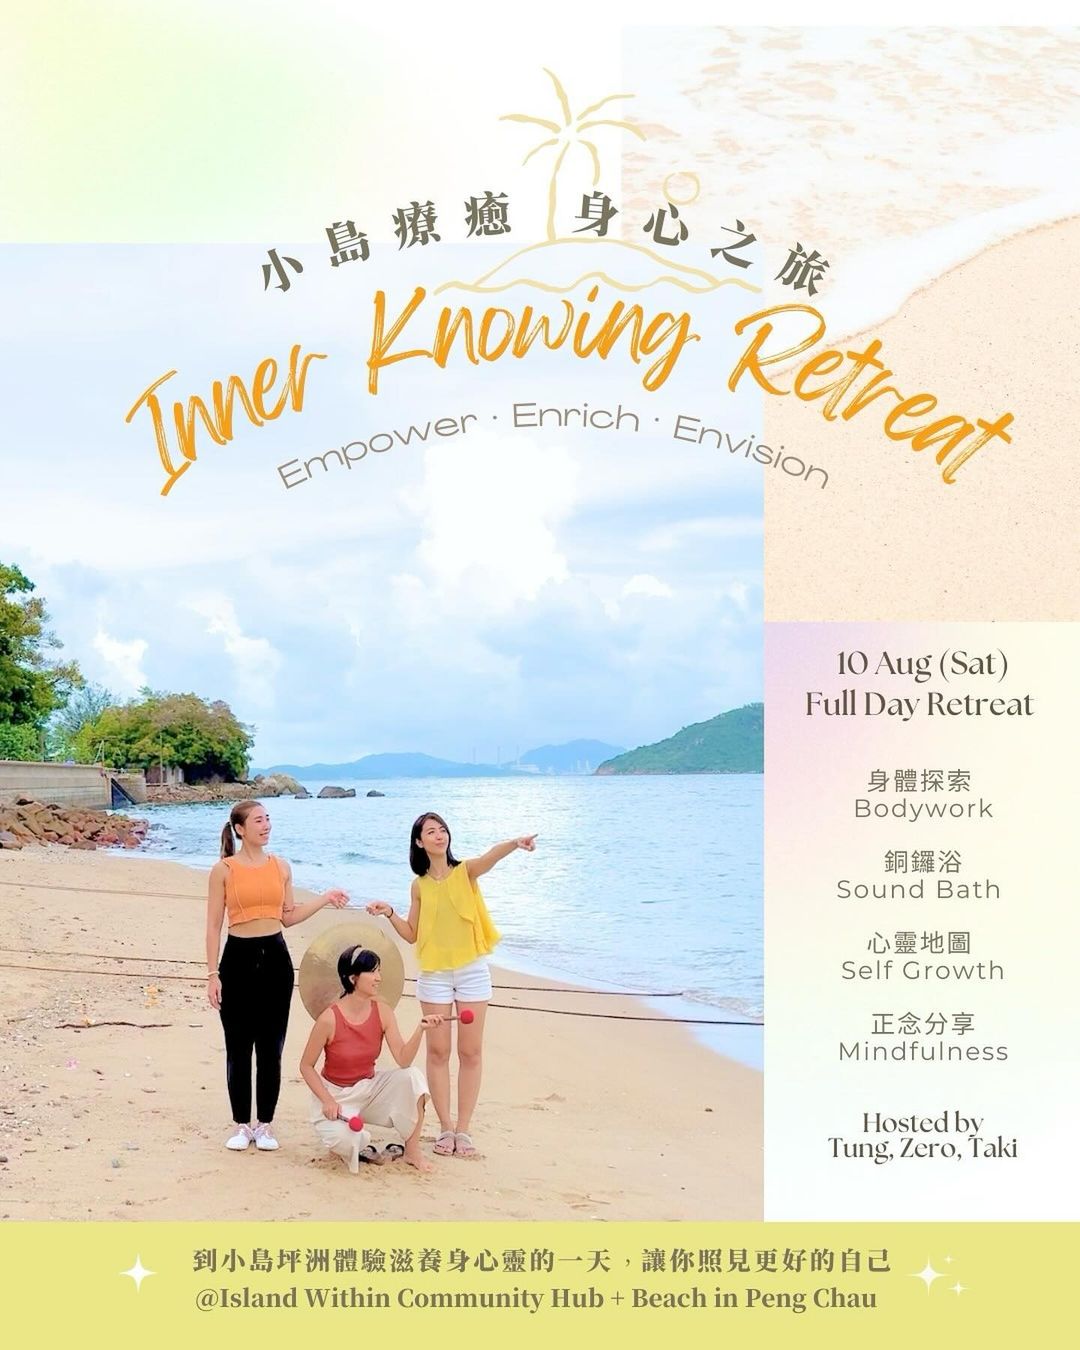 小島療癒 身心之旅
Inner Knowing Retreat
Empower · Enrich · Envision
10 Aug (Sat)
Full Day Retreat
身體探索
Bodywork
銅鑼浴
Sound Bath
心靈地圖
Self Growth
正念分享
Mindfulness
Hosted by
Tung, Zero, Taki
到小島坪洲體驗滋養身心靈的一天，讓你照見更好的自己
@Island Within Community Hub + Beach in Peng Chau